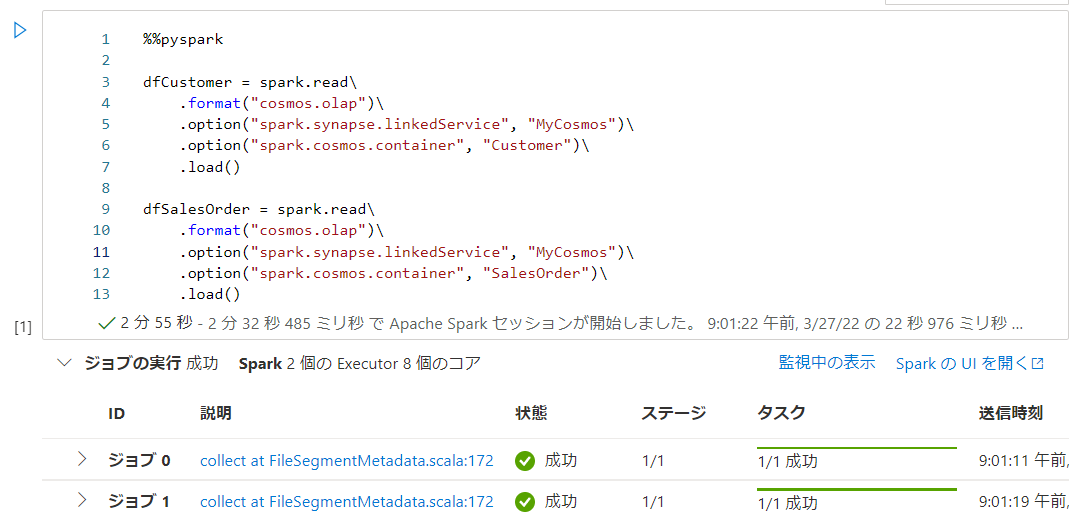 1 %%pyspark
2
3 dfCustomer = spark.read\
4 .format("cosmos.olap")\
5 .option("spark.synapse.linkedService", "MyCosmos")\
6 .option("spark.cosmos.container", "Customer")\
7 .load()
8
9 dfSalesOrder = spark.read\
10 .format("cosmos.olap")\
11 .option("spark.synapse.linkedService", "MyCosmos")\
12 .option("spark.cosmos.container", "SalesOrder")\
13 .load()
[1] 2 分 55 秒 - 2 分 32 秒 485 ミリ秒 で Apache Spark セッションが開始しました。 9:01:22 午前, 3/27/22 の 22 秒 976 ミリ秒 ...
ジョブの実行 成功 Spark 2 個の Executor 8 個のコア 監視中の表示 Spark の UI を開く
ID 説明 状態 ステージ タスク 送信時刻
ジョブ 0 collect at FileSegmentMetadata.scala:172 成功 1/1 1/1 成功 9:01:11 午前,
ジョブ 1 collect at FileSegmentMetadata.scala:172 成功 1/1 1/1 成功 9:01:19 午前,